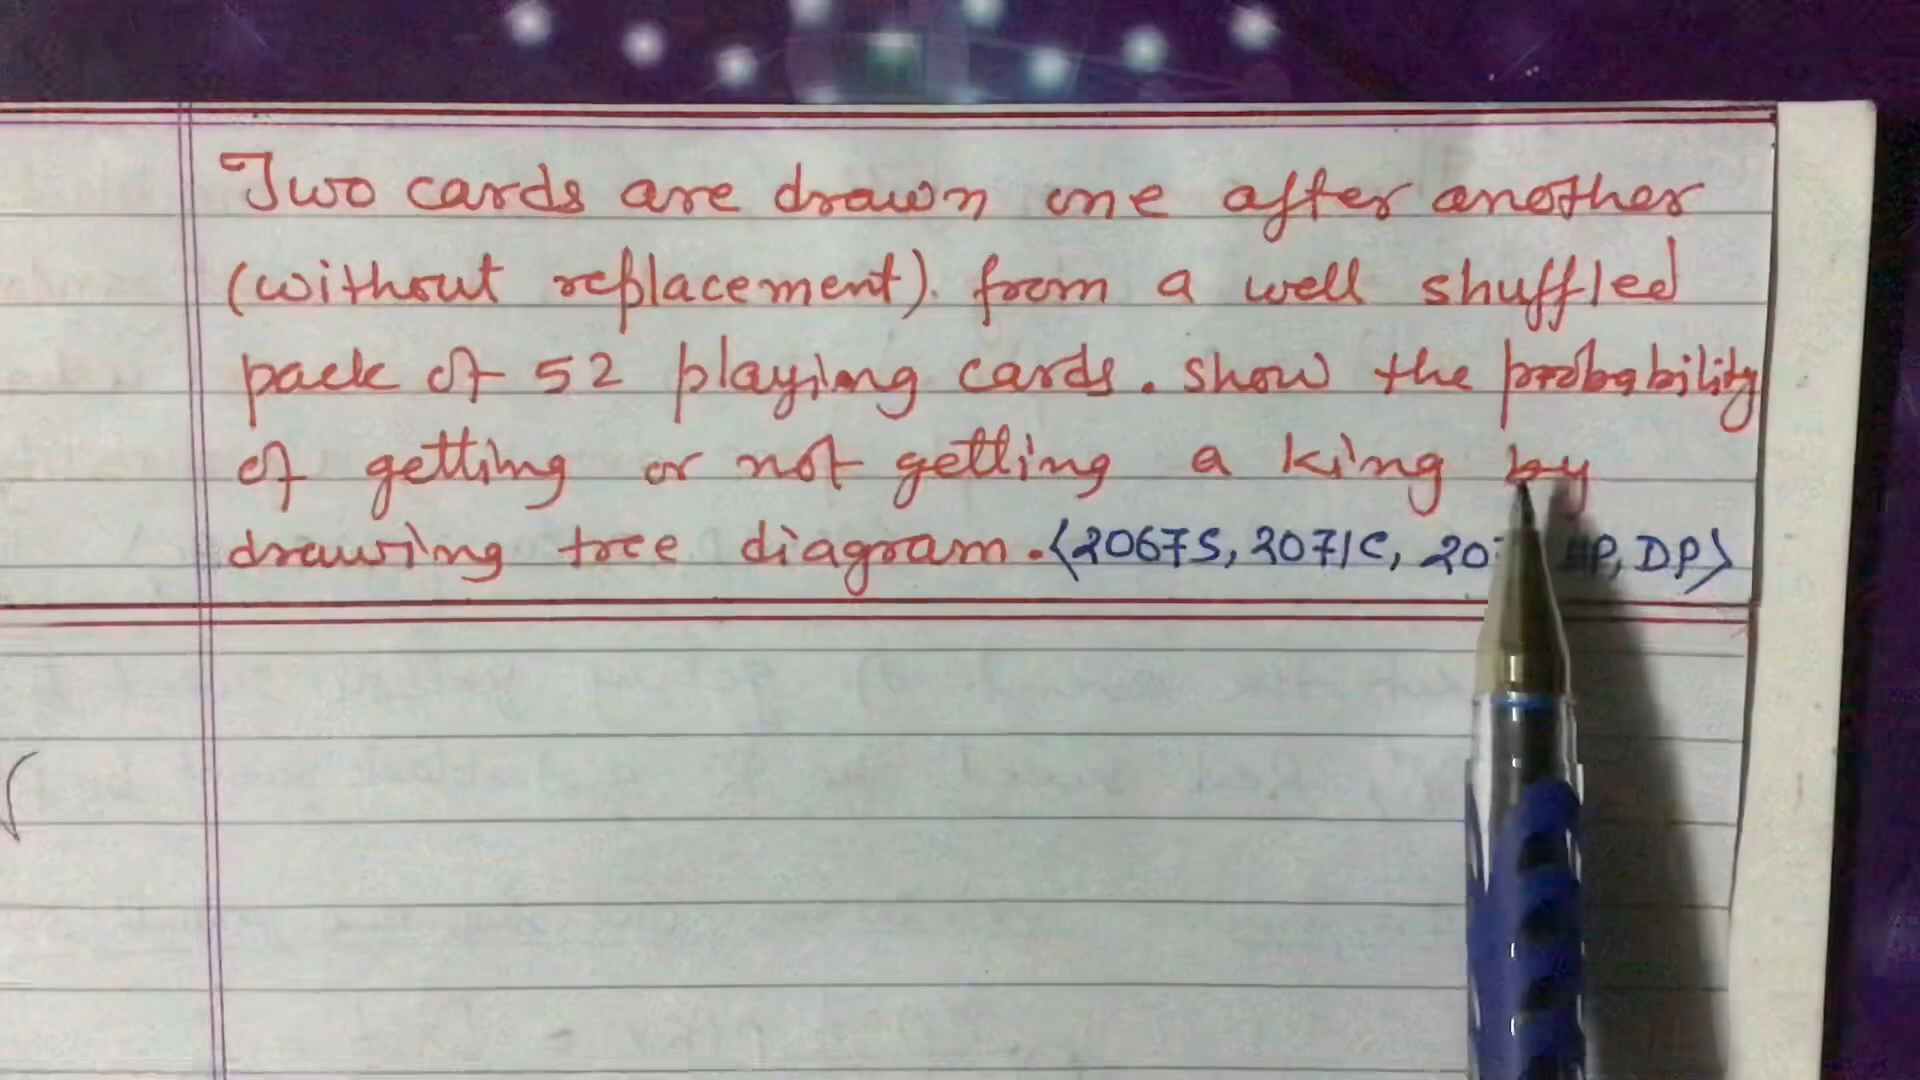 Two cards are drawn one after another
(without replacement). from a well shuffled
pack of 52 playing cards. show the probability
of getting or not getting a king by
drawing tree diagram. <2067S, 2071C, DP>